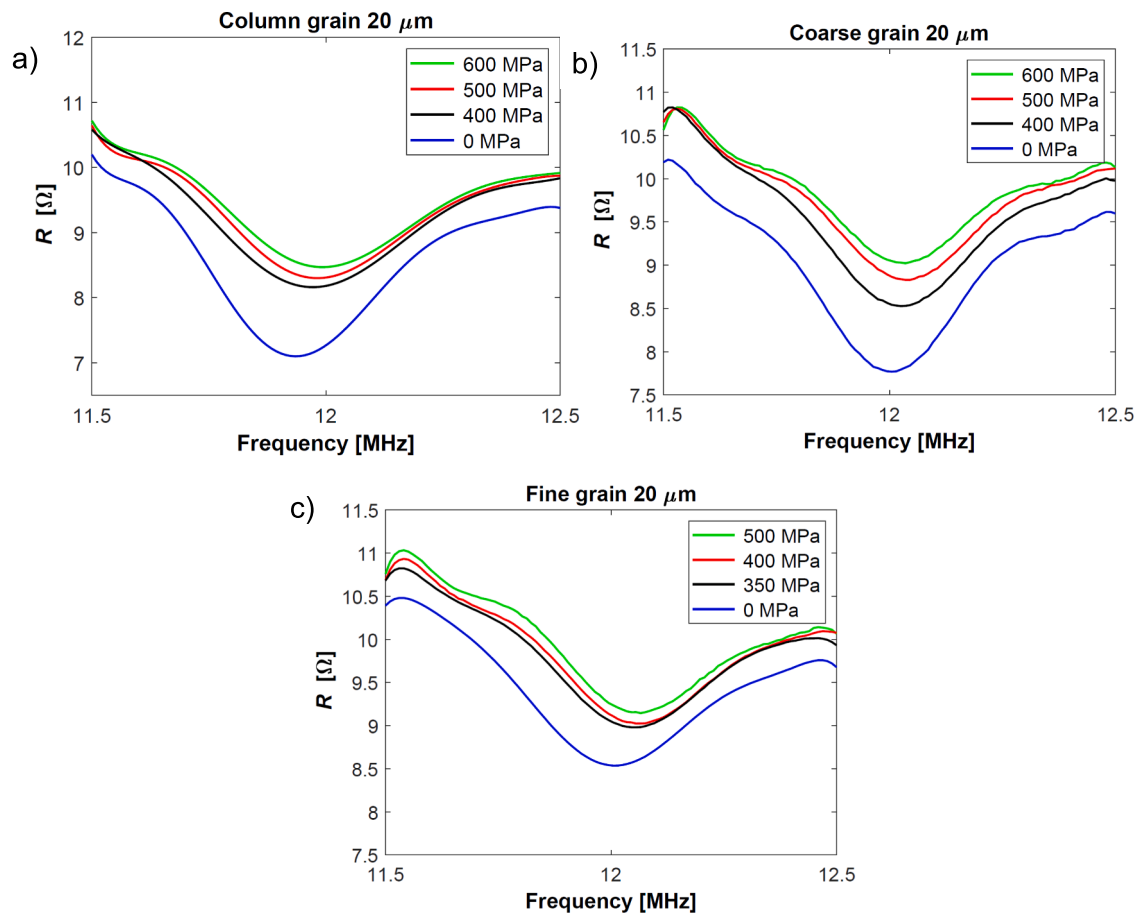 a)
Column grain 20 μm
12
11
10
9
8
7
R [Ω]
600 MPa
500 MPa
400 MPa
0 MPa
11.5
12
12.5
Frequency [MHz]
b)
Coarse grain 20 μm
11.5
11
10.5
10
9.5
9
8.5
8
7.5
R [Ω]
600 MPa
500 MPa
400 MPa
0 MPa
11.5
12
12.5
Frequency [MHz]
c)
Fine grain 20 μm
11.5
11
10.5
10
9.5
9
8.5
8
7.5
R [Ω]
500 MPa
400 MPa
350 MPa
0 MPa
11.5
12
12.5
Frequency [MHz]